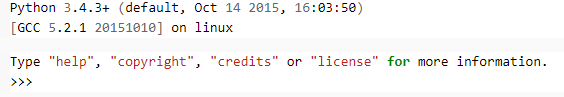 Python 3.4.3+ (default, Oct 14 2015, 16:03:50)
[GCC 5.2.1 20151010] on linux
Type "help", "copyright", "credits" or "license" for more information.
>>>